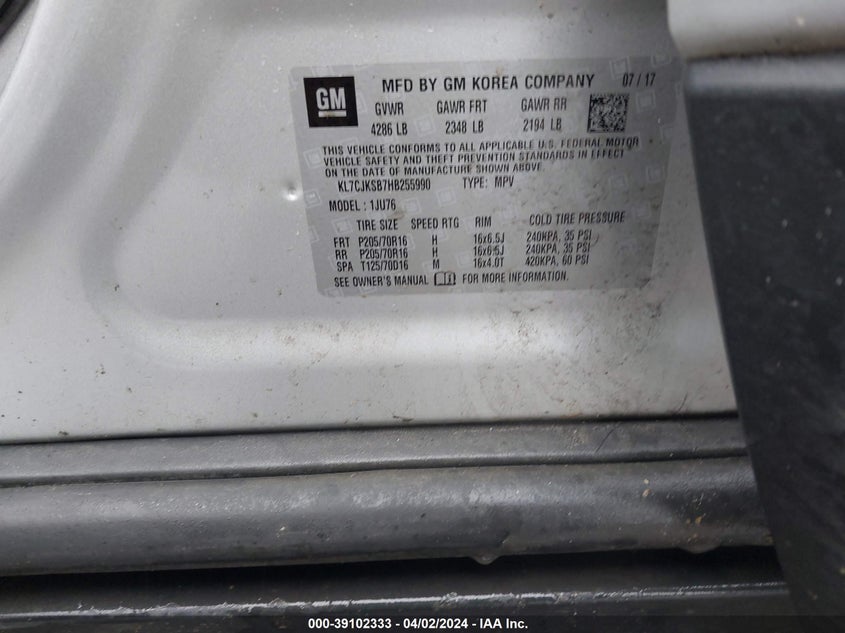 GM MFD BY GM KOREA COMPANY 07/17
GVWR GAWR FRT GAWR RR
4286 LB 2348 LB 2194 LB
THIS VEHICLE CONFORMS TO ALL APPLICABLE U.S. FEDERAL MOTOR
VEHICLE SAFETY AND THEFT PREVENTION STANDARDS IN EFFECT
ON THE DATE OF MANUFACTURE SHOWN ABOVE.
KL7CJKSB7HB255990 TYPE: MPV
MODEL: 1JU76
TIRE SIZE SPEED RTG RIM COLD TIRE PRESSURE
FRT P205/70R16 H 16x6.5J 240KPA, 35 PSI
RR P205/70R16 H 16x6.5J 240KPA, 35 PSI
SPA T125/70D16 M 16x4.0T 420KPA, 60 PSI
SEE OWNER'S MANUAL FOR MORE INFORMATION.
000-39102333 - 04/02/2024 - IAA Inc.